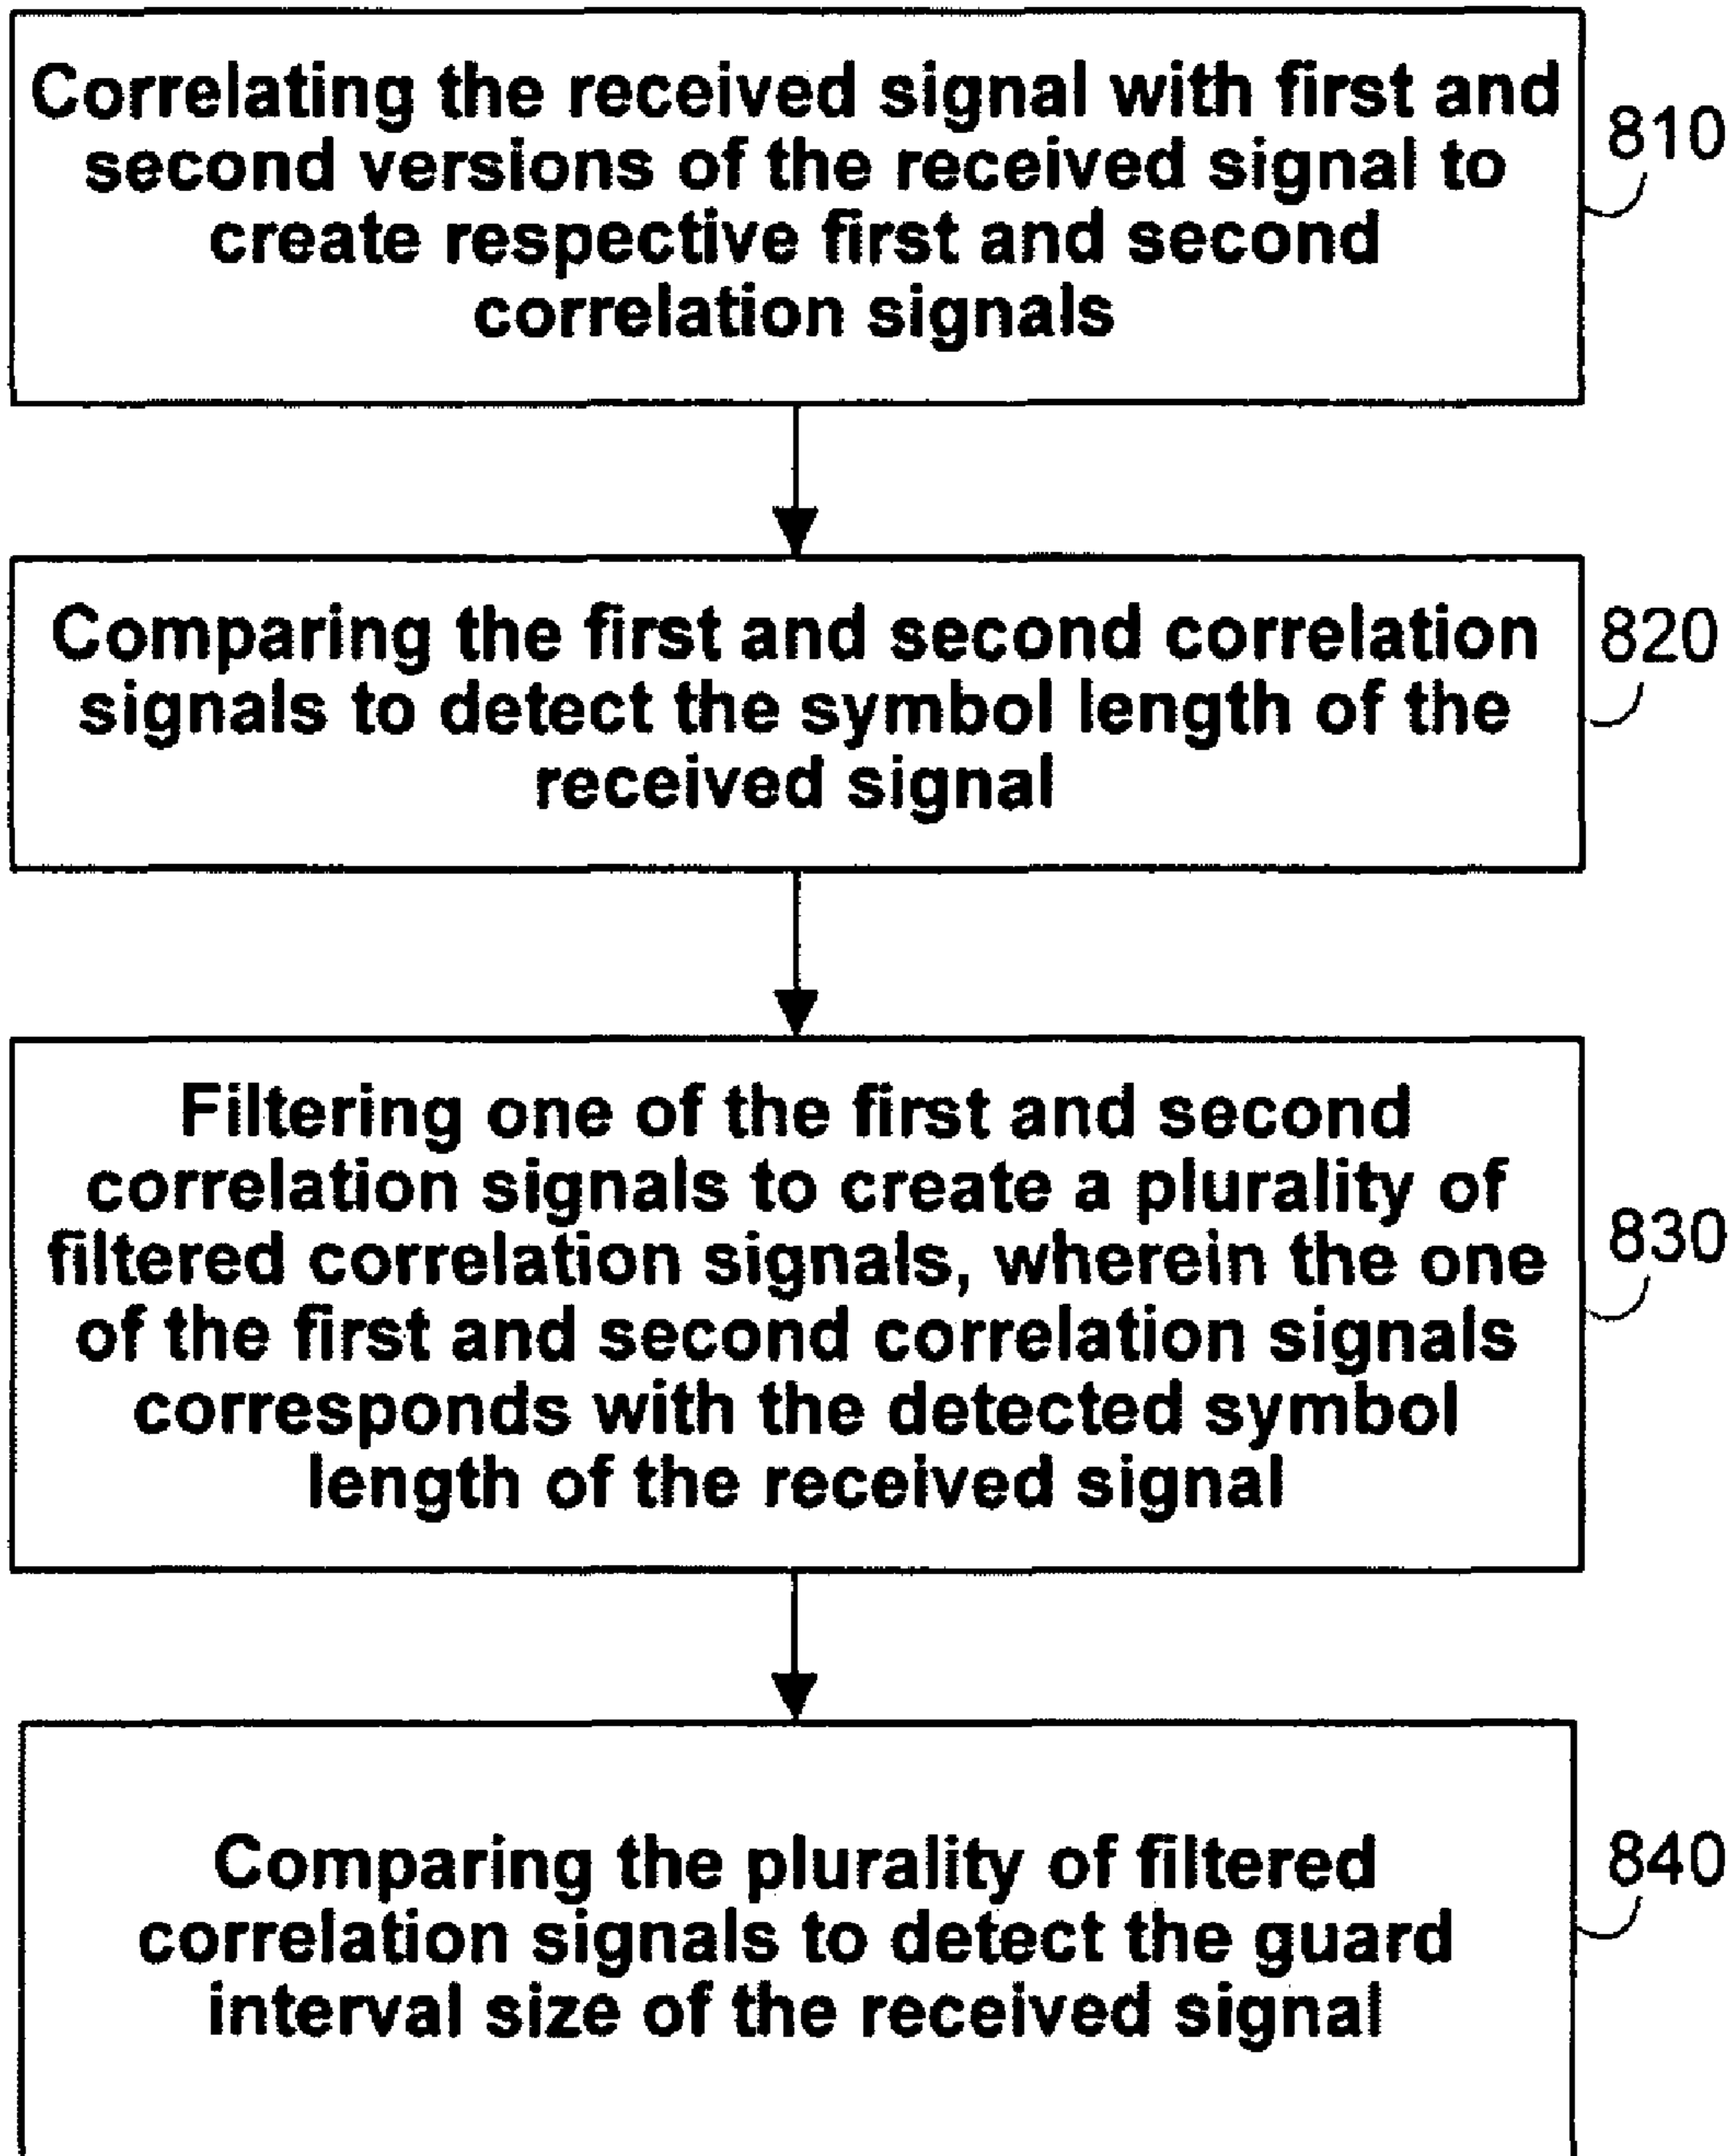 Correlating the received signal with first and
second versions of the received signal to
create respective first and second
correlation signals
810
Comparing the first and second correlation
signals to detect the symbol length of the
received signal
820
Filtering one of the first and second
correlation signals to create a plurality of
filtered correlation signals, wherein the one
of the first and second correlation signals
corresponds with the detected symbol
length of the received signal
830
Comparing the plurality of filtered
correlation signals to detect the guard
interval size of the received signal
840